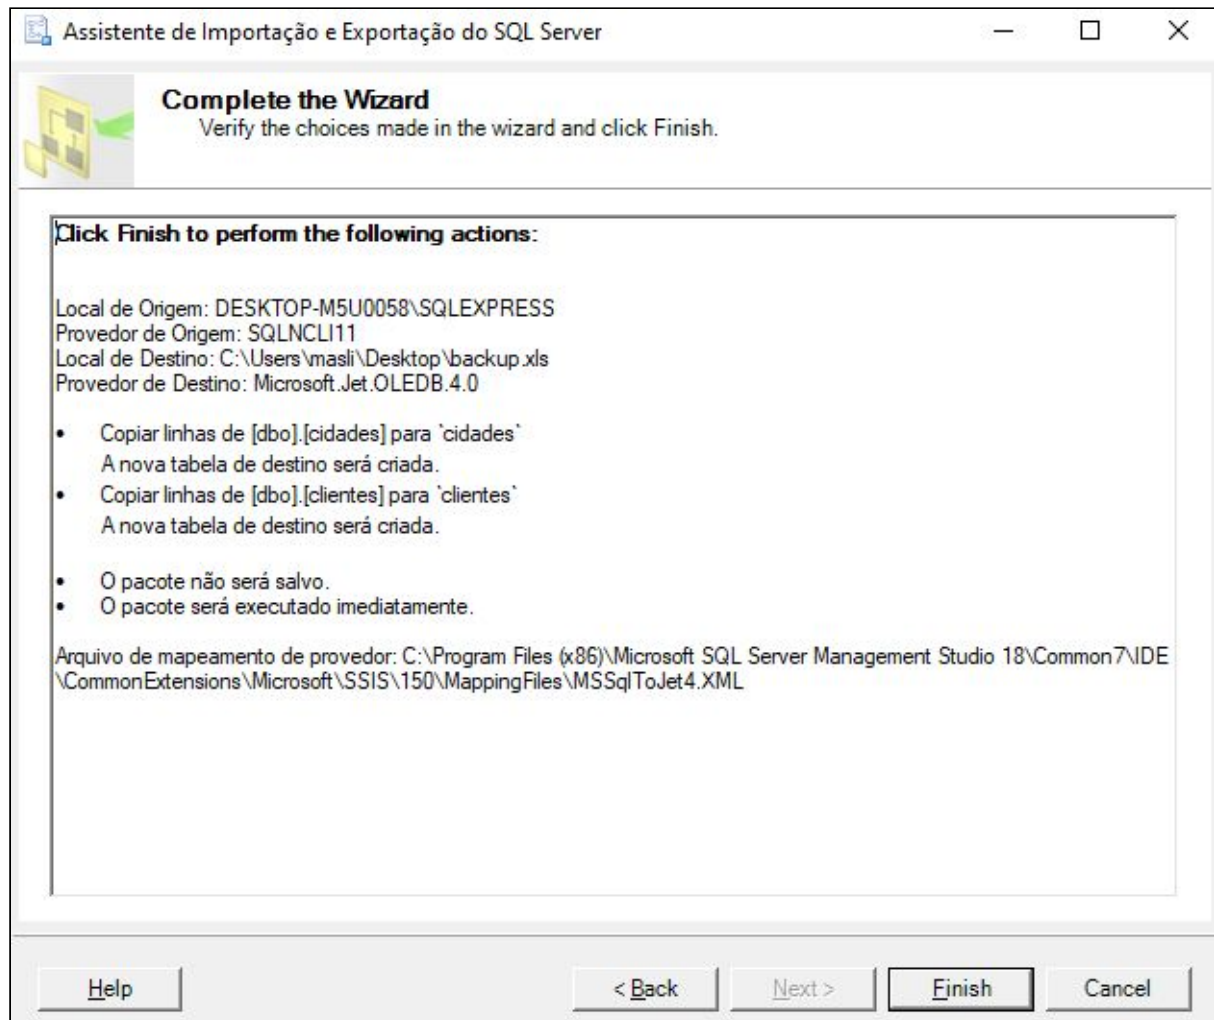 Assistente de Importação e Exportação do SQL Server
Complete the Wizard
Verify the choices made in the wizard and click Finish.
Click Finish to perform the following actions:
Local de Origem: DESKTOP-M5U0058\SQLEXPRESS
Provedor de Origem: SQLNCLI11
Local de Destino: C:\Users\masli\Desktop\backup.xls
Provedor de Destino: Microsoft.Jet.OLEDB.4.0
• Copiar linhas de [dbo].[cidades] para `cidades`
A nova tabela de destino será criada.
• Copiar linhas de [dbo].[clientes] para `clientes`
A nova tabela de destino será criada.
• O pacote não será salvo.
• O pacote será executado imediatamente.
Arquivo de mapeamento de provedor: C:\Program Files (x86)\Microsoft SQL Server Management Studio 18\Common7\IDE
\CommonExtensions\Microsoft\SSIS\150\MappingFiles\MSSqlToJet4.XML
Help
< Back
Next >
Finish
Cancel